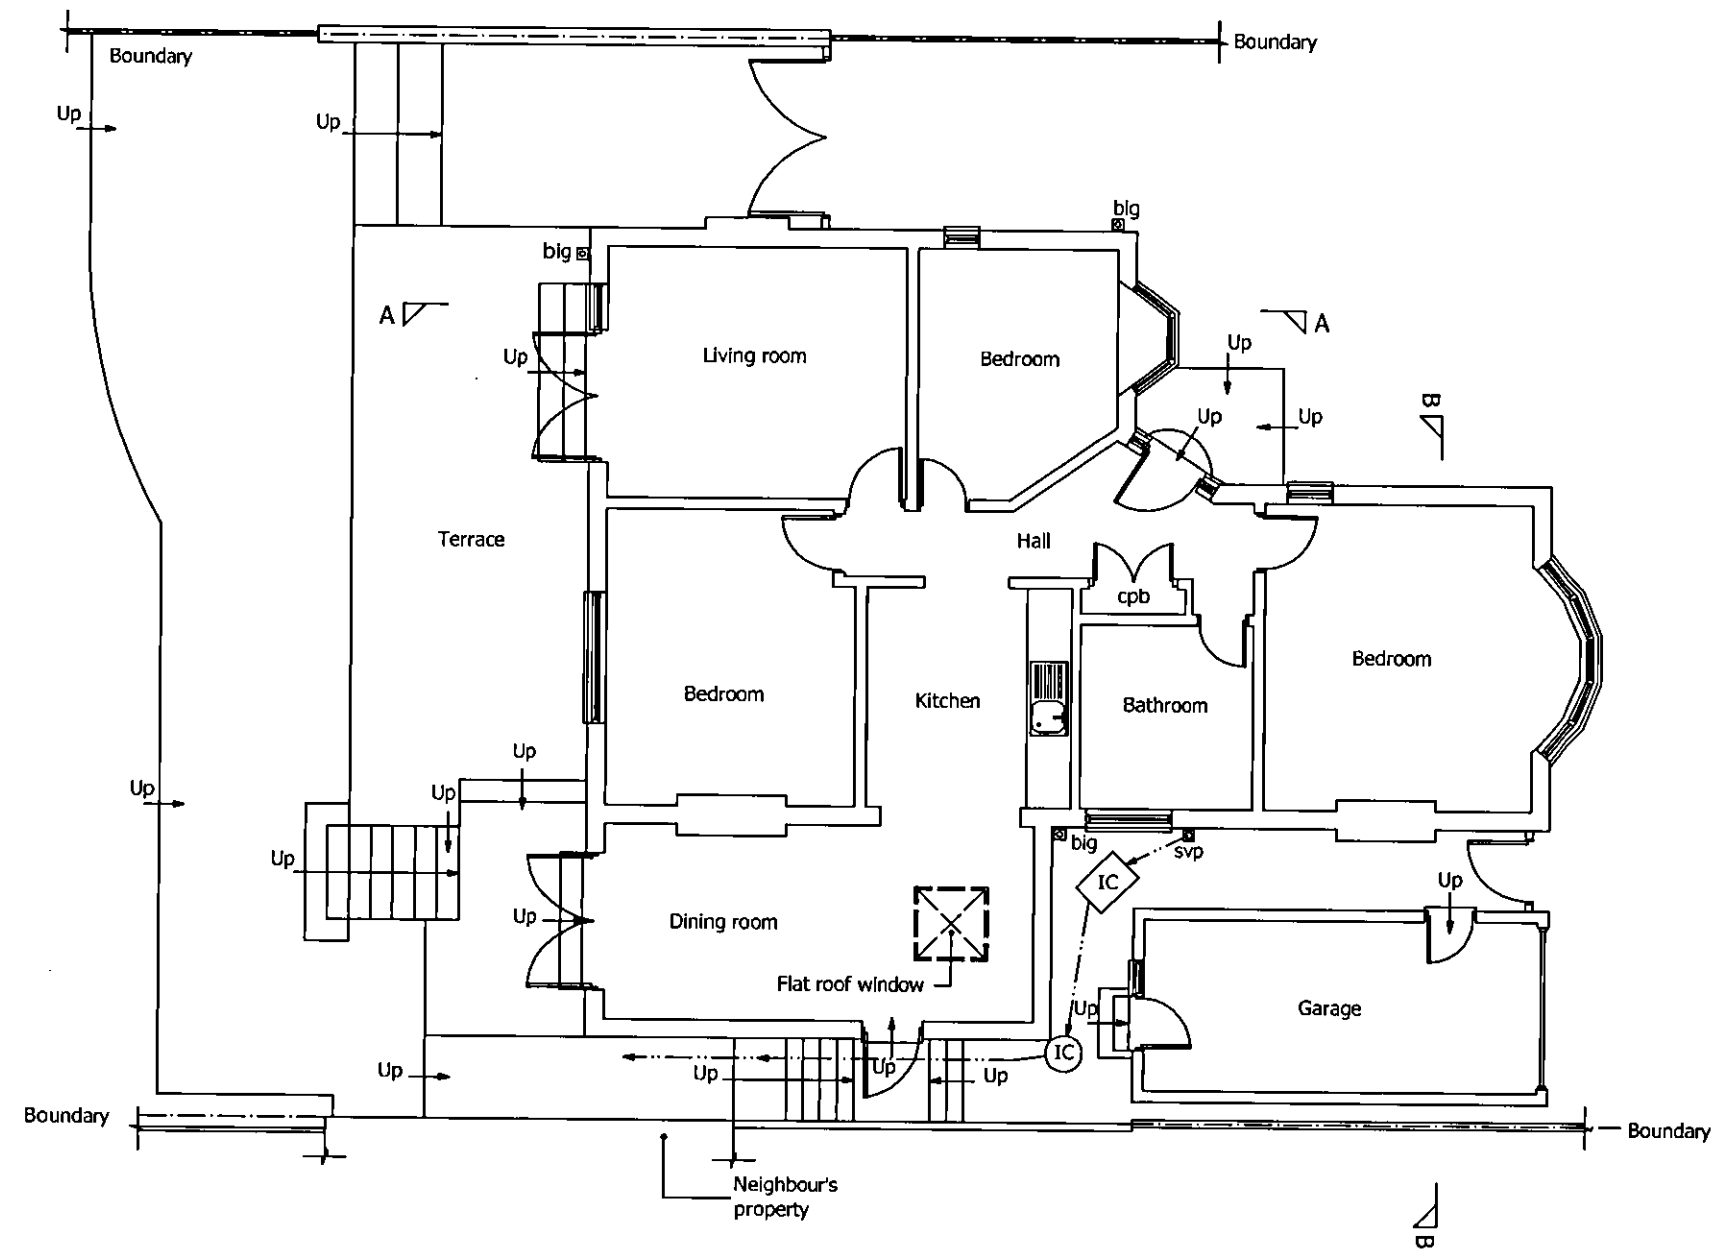 Boundary
Boundary
Up
Up
big
big
A
A
Up
Living room
Bedroom
Up
Up
Up
B
Terrace
Hall
cpb
Bedroom
Bedroom
Kitchen
Bathroom
Up
Up
Up
Up
big
svp
IC
Up
Up
Dining room
Flat roof window
Up
Garage
IC
Up
Up
Up
Up
Boundary
Boundary
Neighbour's
property
B